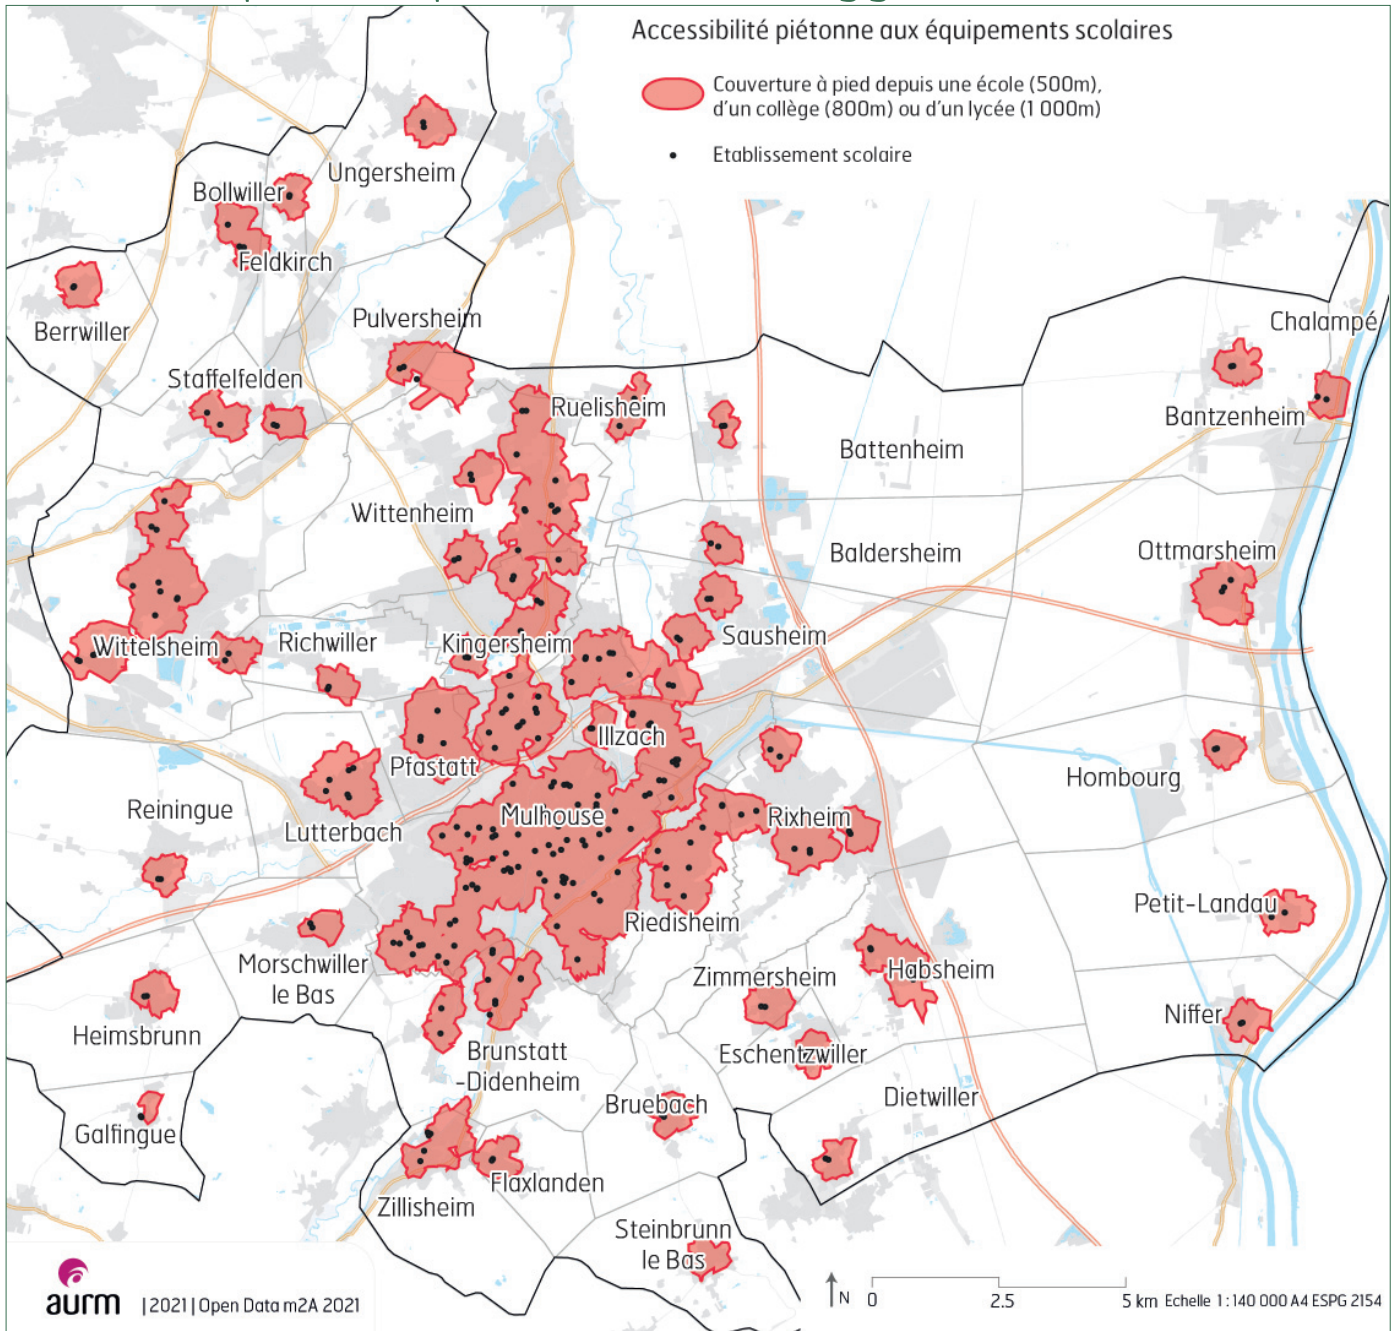 Accessibilité piétonne aux équipements scolaires
Couverture à pied depuis une école (500m),
d'un collège (800m) ou d'un lycée (1 000m)
Etablissement scolaire
Ungersheim
Bollwiller
Feldkirch
Berrwiller
Pulversheim
Chalampé
Staffelfelden
Ruelisheim
Bantzenheim
Battenheim
Wittenheim
Baldersheim
Ottmarsheim
Wittelsheim
Richwiller
Kingersheim
Sausheim
Illzach
Pfastatt
Hombourg
Reiningue
Lutterbach
Mulhouse
Rixheim
Petit-Landau
Riedisheim
Morschwiller
le Bas
Zimmersheim
Habsheim
Niffer
Heimsbrunn
Brunstatt
-Didenheim
Eschentzwiller
Dietwiller
Bruebach
Galfingue
Flaxlanden
Zillisheim
Steinbrunn
le Bas
aurm | 2021 | Open Data m2A 2021
N 0 2.5 5 km Echelle 1 : 140 000 A4 ESPG 2154